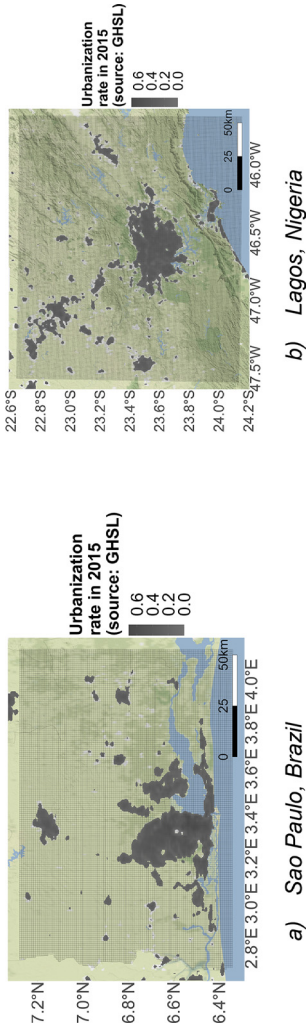 7.2°N
7.0°N
6.8°N
6.6°N
6.4°N
2.8°E 3.0°E 3.2°E 3.4°E 3.6°E 3.8°E 4.0°E
0 25 50km
Urbanization
rate in 2015
(source: GHSL)
0.6
0.4
0.2
0.0
a) Sao Paulo, Brazil
22.6°S
22.8°S
23.0°S
23.2°S
23.4°S
23.6°S
23.8°S
24.0°S
24.2°S
47.5°W 47.0°W 46.5°W 46.0°W
0 25 50km
Urbanization
rate in 2015
(source: GHSL)
0.6
0.4
0.2
0.0
b) Lagos, Nigeria